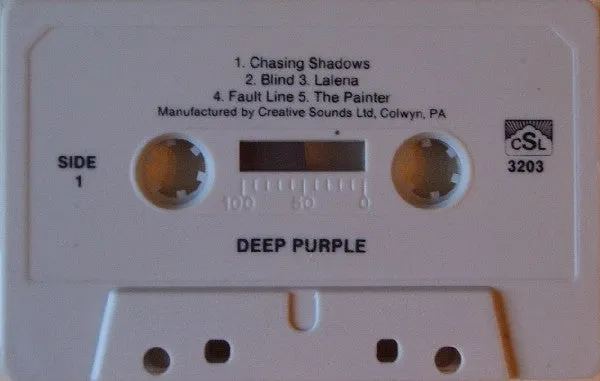 1. Chasing Shadows
2. Blind 3. Lalena
4. Fault Line 5. The Painter
Manufactured by Creative Sounds Ltd, Colwyn, PA
SIDE
1
CSL
3203
100 50 0
DEEP PURPLE